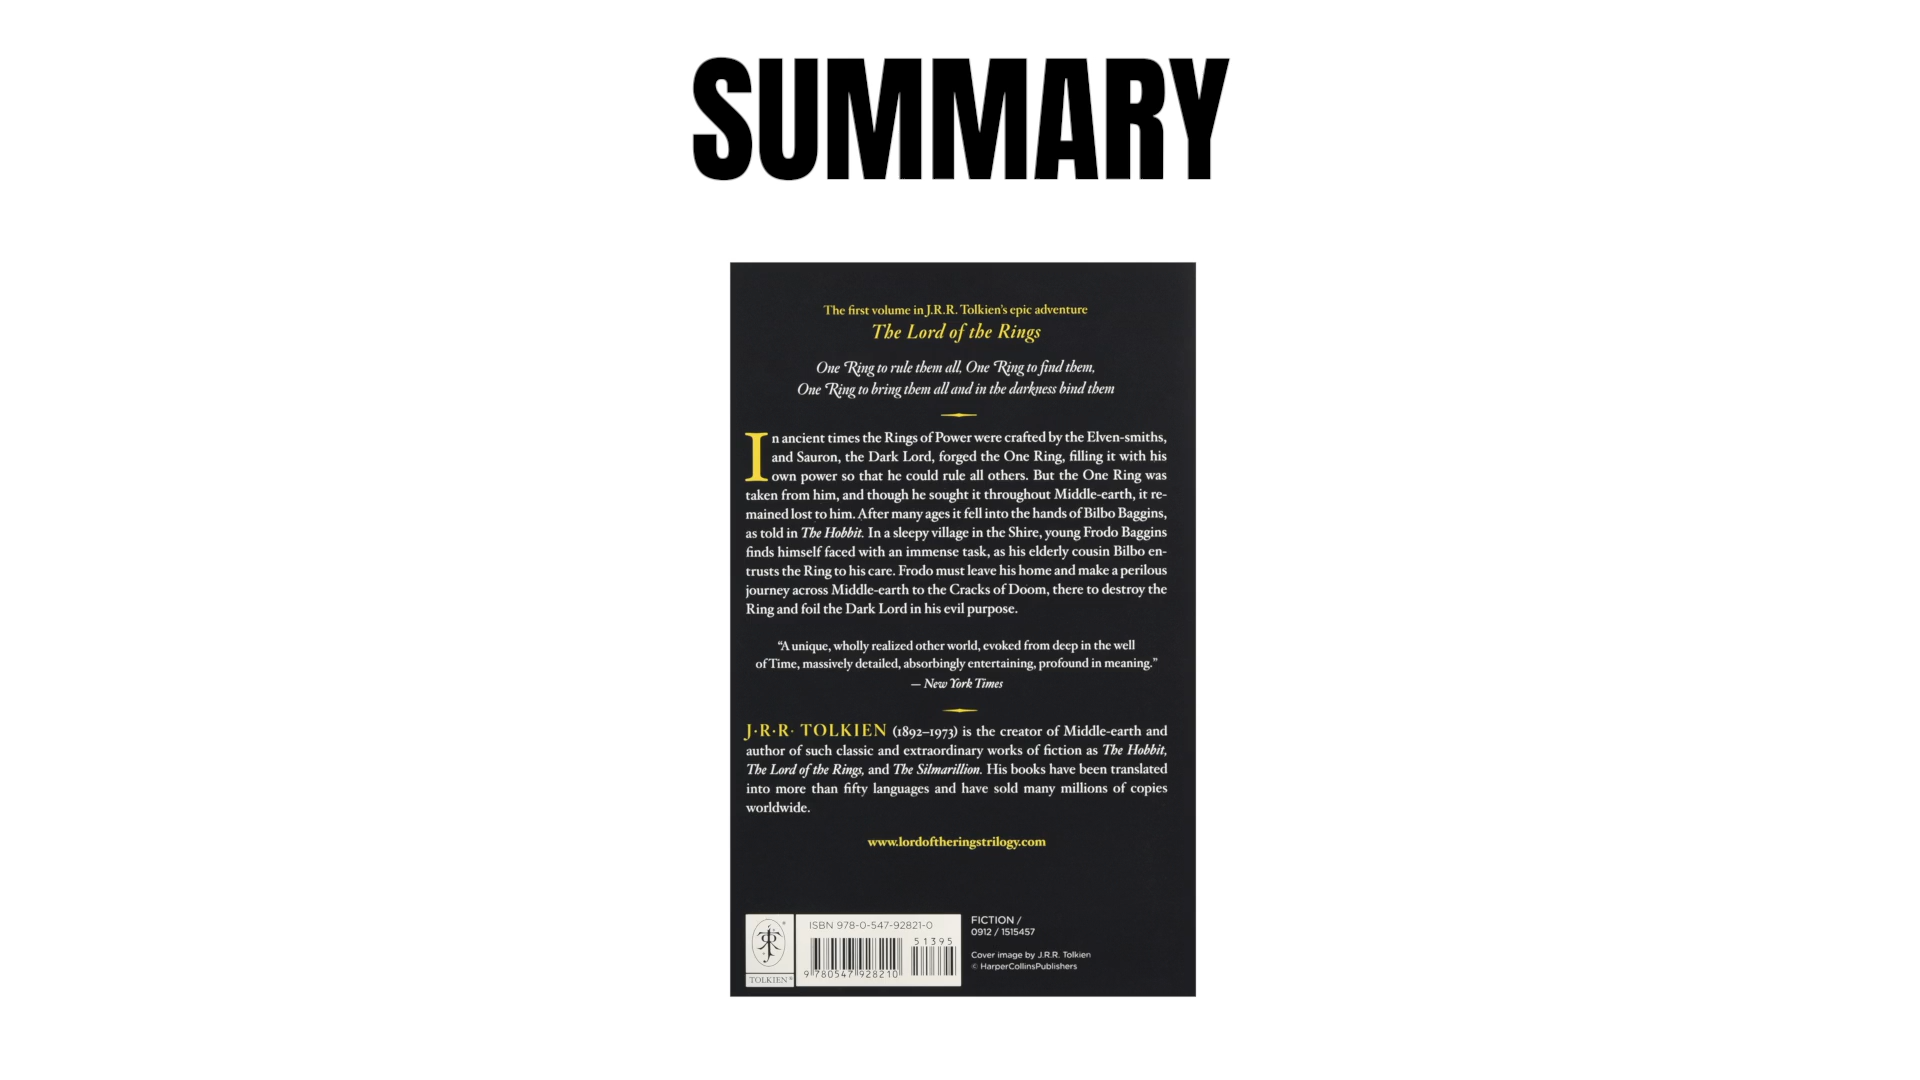 SUMMARY
The first volume in J.R.R. Tolkien's epic adventure
The Lord of the Rings
One Ring to rule them all, One Ring to find them,
One Ring to bring them all and in the darkness bind them
In ancient times the Rings of Power were crafted by the Elven-smiths,
and Sauron, the Dark Lord, forged the One Ring, filling it with his
own power so that he could rule all others. But the One Ring was
taken from him, and though he sought it throughout Middle-earth, it re-
mained lost to him. After many ages it fell into the hands of Bilbo Baggins,
as told in The Hobbit. In a sleepy village in the Shire, young Frodo Baggins
finds himself faced with an immense task, as his elderly cousin Bilbo en-
trusts the Ring to his care. Frodo must leave his home and make a perilous
journey across Middle-earth to the Cracks of Doom, there to destroy the
Ring and foil the Dark Lord in his evil purpose.
“A unique, wholly realized other world, evoked from deep in the well
of Time, massively detailed, absorbingly entertaining, profound in meaning.”
— New York Times
J·R·R· TOLKIEN (1892–1973) is the creator of Middle-earth and
author of such classic and extraordinary works of fiction as The Hobbit,
The Lord of the Rings, and The Silmarillion. His books have been translated
into more than fifty languages and have sold many millions of copies
worldwide.
www.lordoftheringstrilogy.com
ISBN 978-0-547-92821-0
51395
9 780547 928210
TOLKIEN®
FICTION /
0912 / 1515457
Cover image by J.R.R. Tolkien
© HarperCollinsPublishers